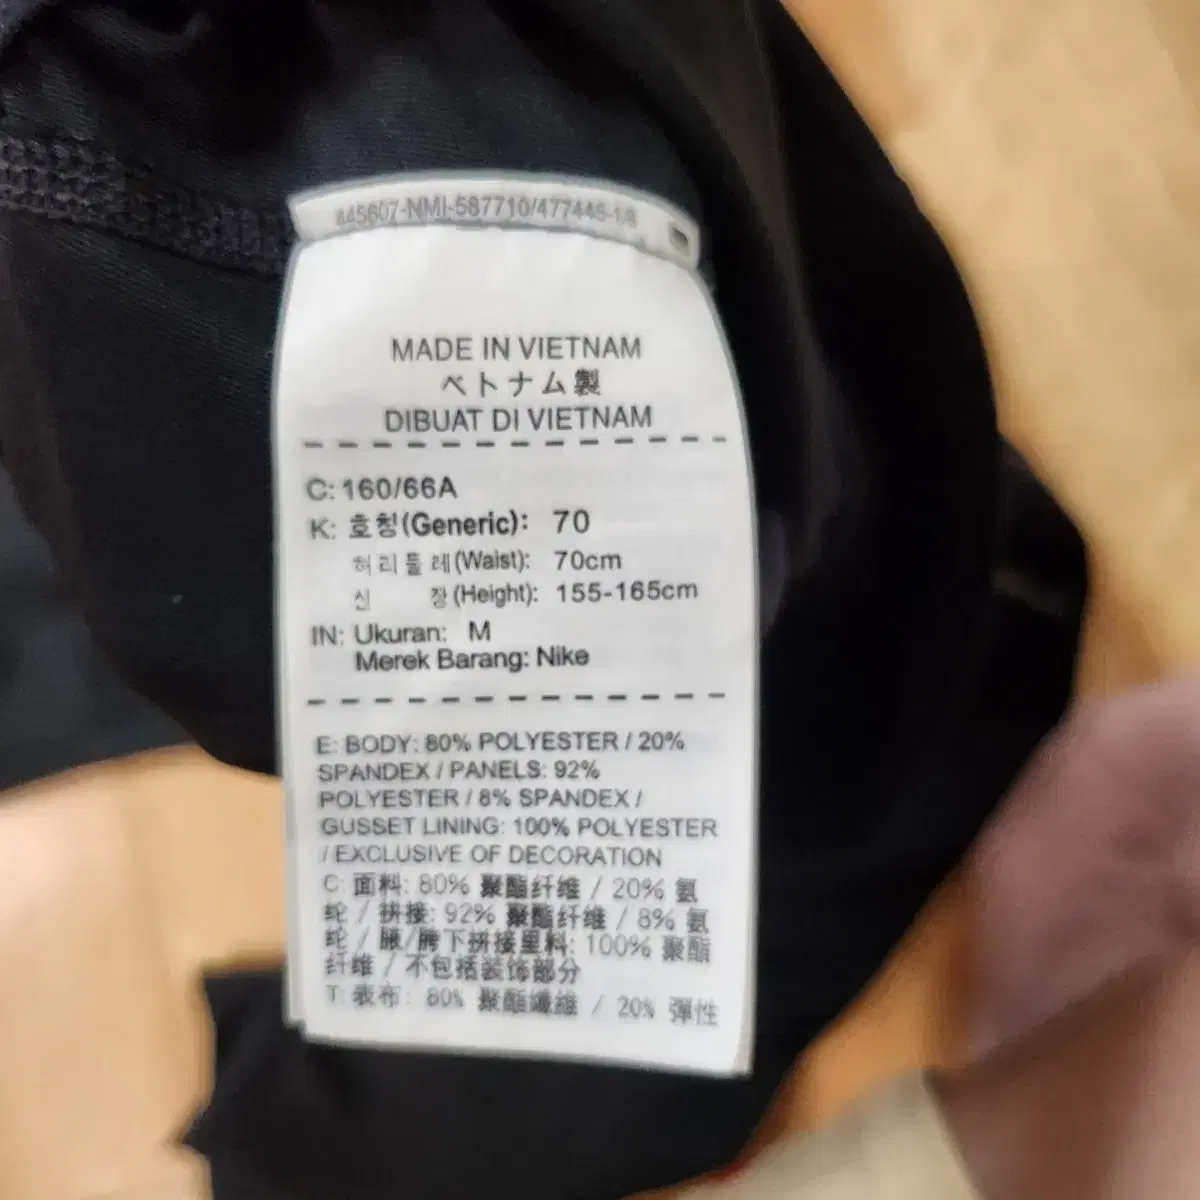 445607-NMI-587710/477446-1/8
MADE IN VIETNAM
ベトナム製
DIBUAT DI VIETNAM
C: 160/66A
K: 호칭(Generic): 70
허리둘레(Waist): 70cm
신 장(Height): 155-165cm
IN: Ukuran: M
Merek Barang: Nike
E: BODY: 80% POLYESTER / 20%
SPANDEX / PANELS: 92%
POLYESTER / 8% SPANDEX /
GUSSET LINING: 100% POLYESTER
/ EXCLUSIVE OF DECORATION
C: 面料: 80% 聚酯纤维 / 20% 氨
纶 / 拼接: 92% 聚酯纤维 / 8% 氨
纶 / 腋/胯下拼接里料: 100% 聚酯
纤维 / 不包括装饰部分
T: 表布: 80% 聚酯纖維 / 20% 彈性